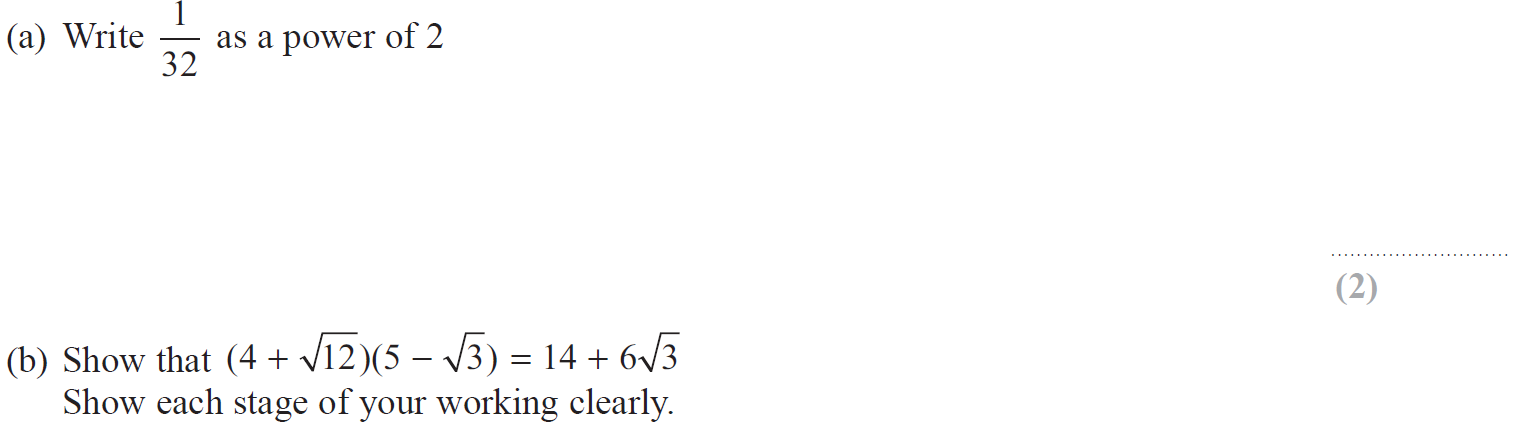 (a) Write 1/32 as a power of 2
............................
(2)
(b) Show that (4 + √12)(5 − √3) = 14 + 6√3
Show each stage of your working clearly.